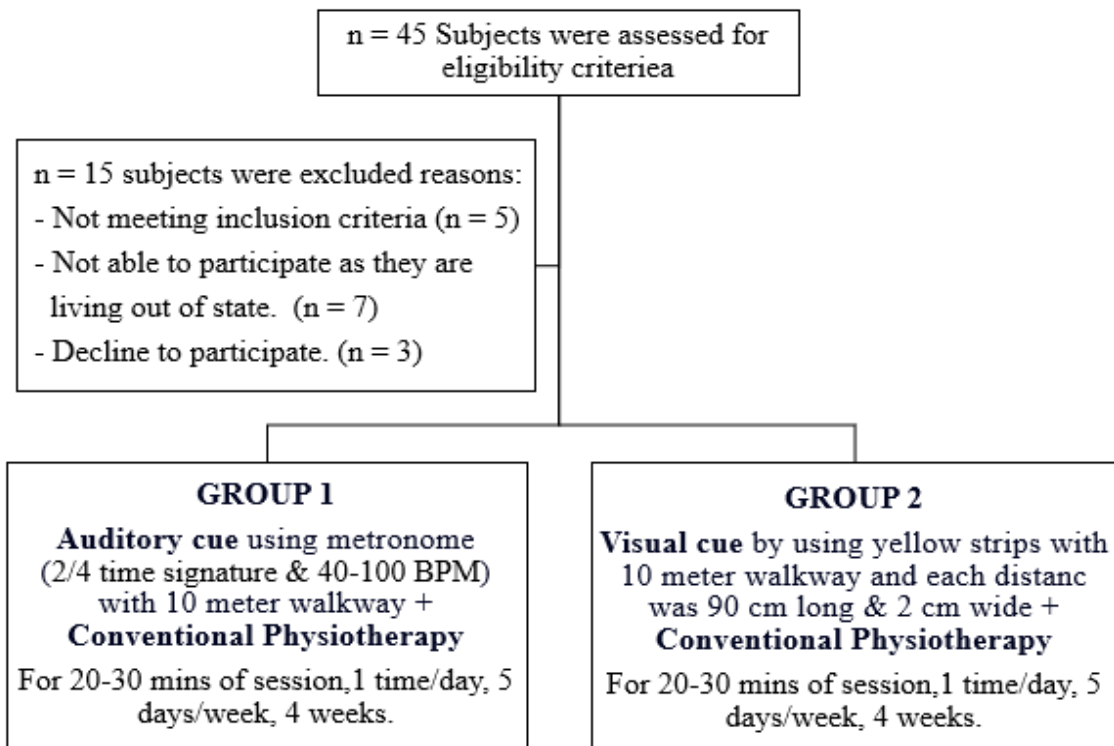 n = 45 Subjects were assessed for
eligibility criteriea
n = 15 subjects were excluded reasons:
- Not meeting inclusion criteria (n = 5)
- Not able to participate as they are
living out of state. (n = 7)
- Decline to participate. (n = 3)
GROUP 1
Auditory cue using metronome
(2/4 time signature & 40-100 BPM)
with 10 meter walkway +
Conventional Physiotherapy
For 20-30 mins of session,1 time/day, 5
days/week, 4 weeks.
GROUP 2
Visual cue by using yellow strips with
10 meter walkway and each distanc
was 90 cm long & 2 cm wide +
Conventional Physiotherapy
For 20-30 mins of session,1 time/day, 5
days/week, 4 weeks.